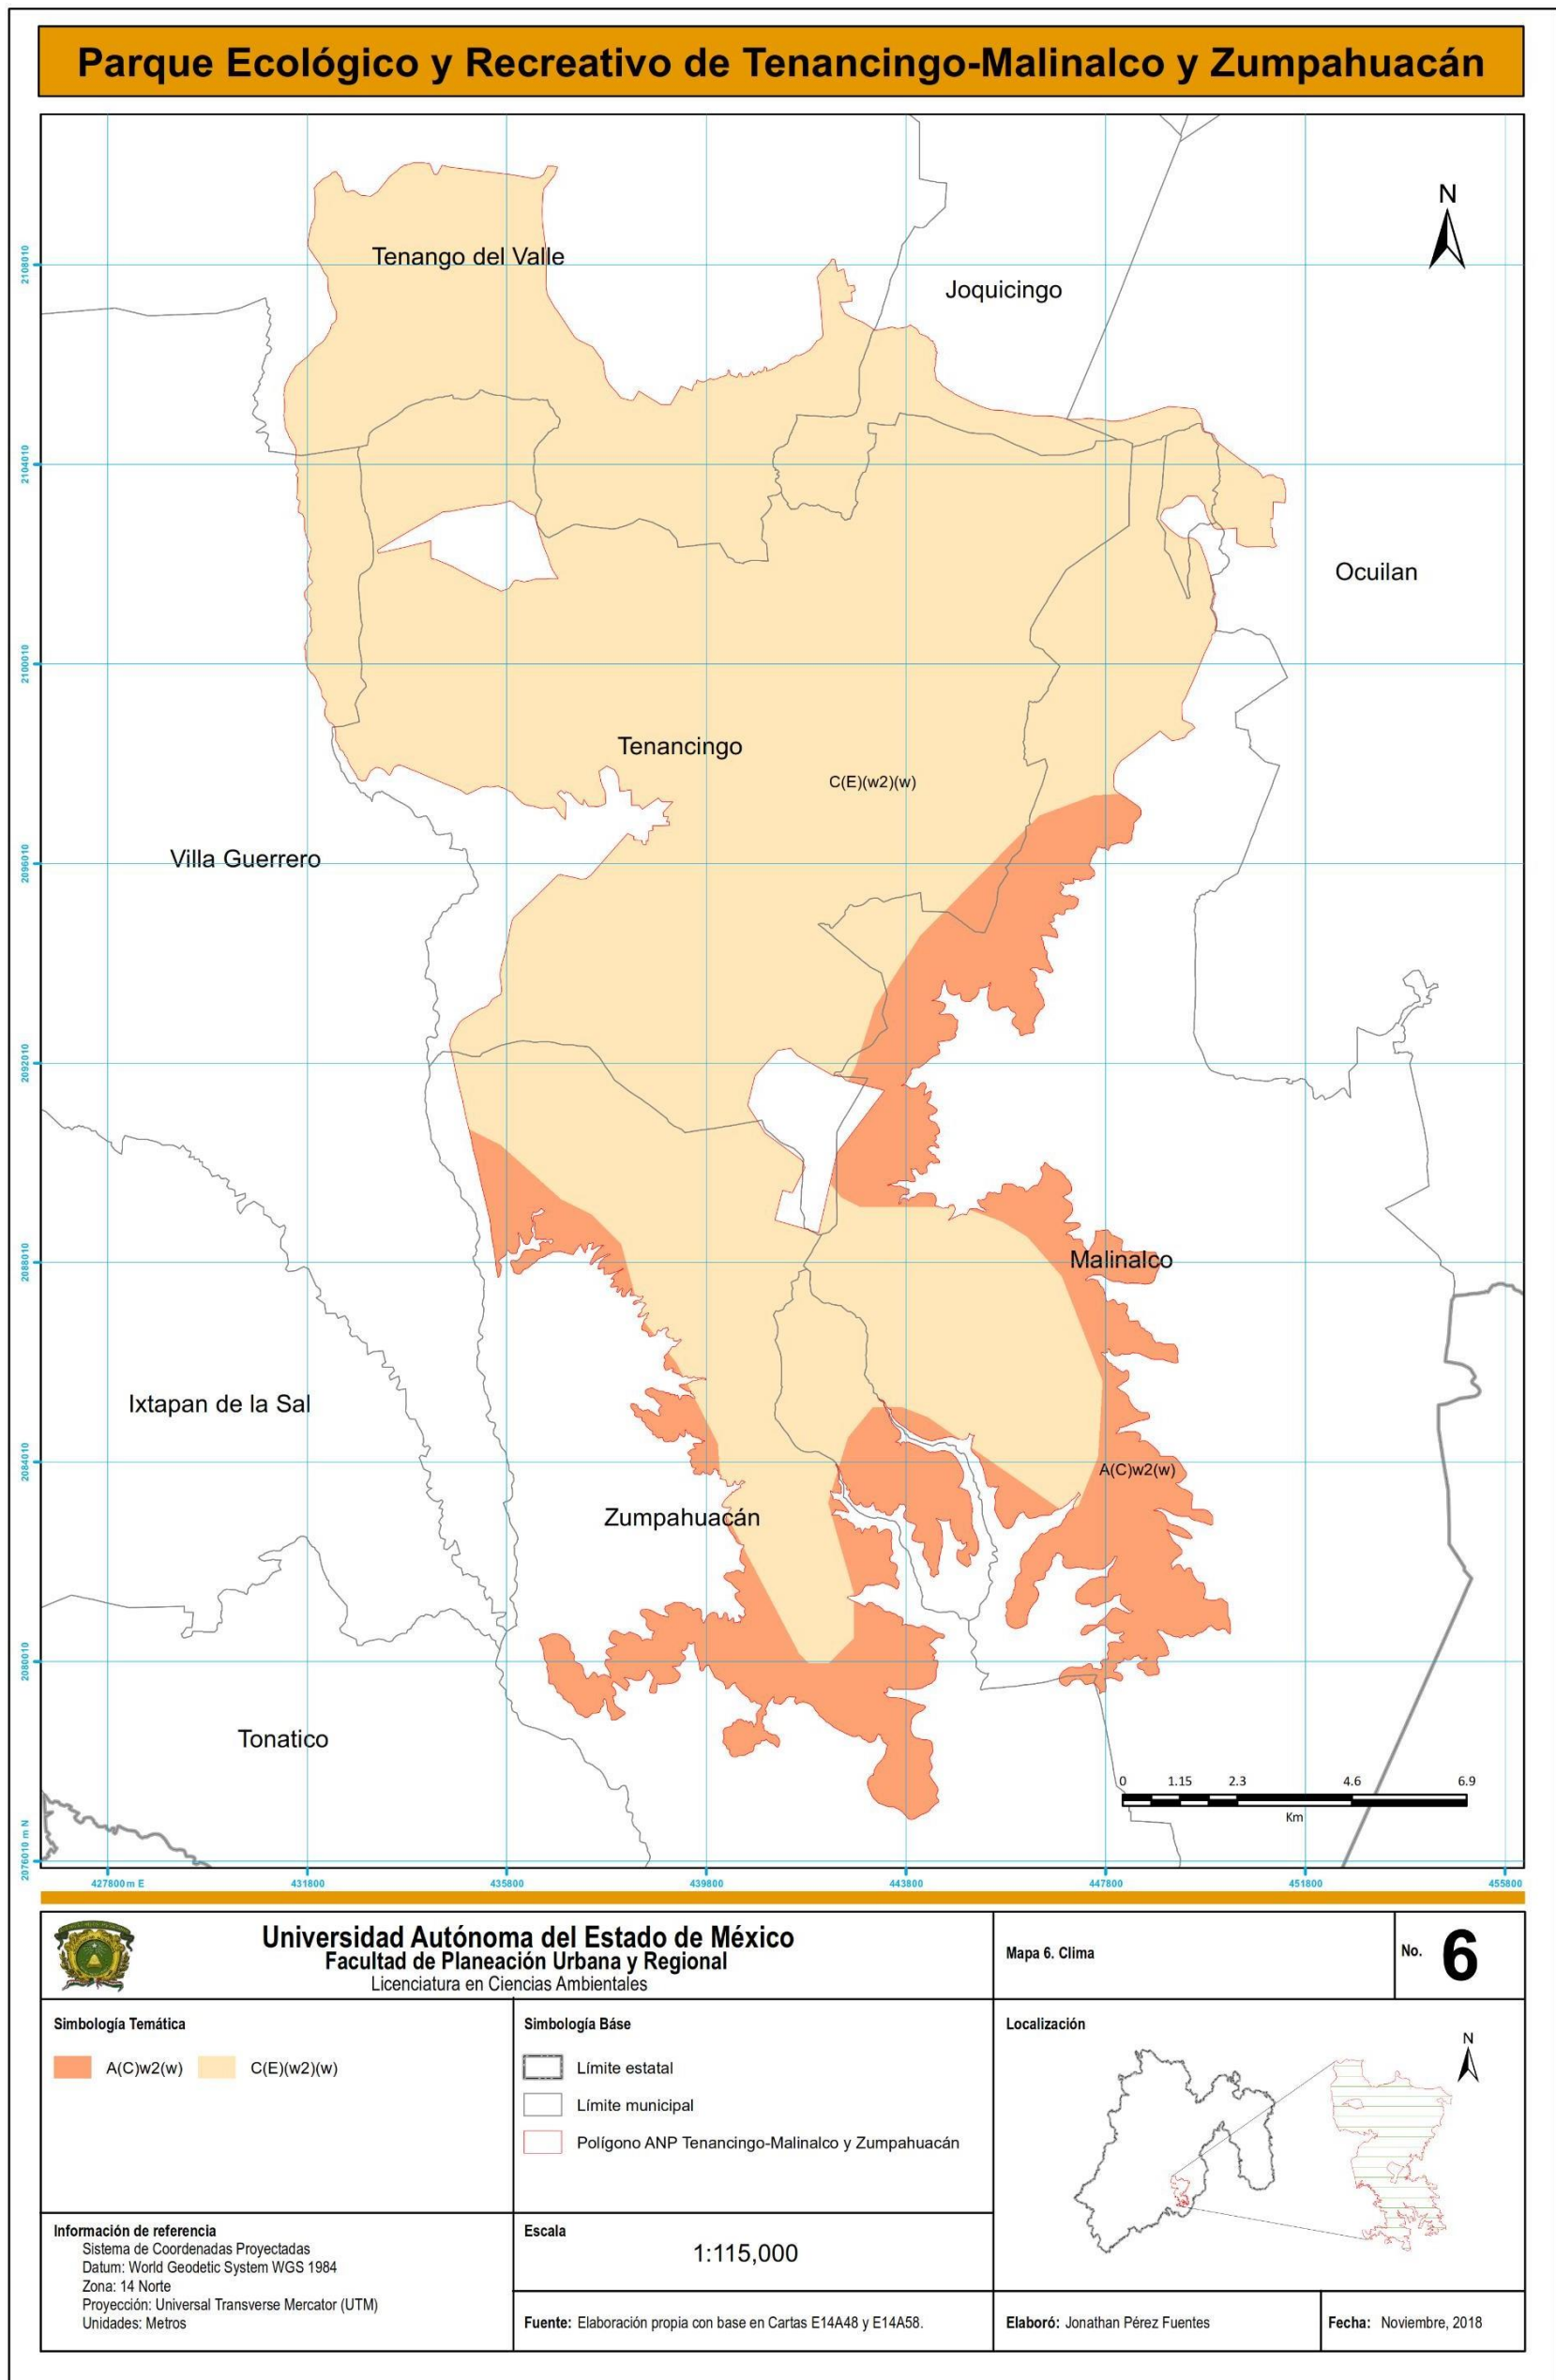 Parque Ecológico y Recreativo de Tenancingo-Malinalco y Zumpahuacán
N
Tenango del Valle
Joquicingo
Ocuilan
Tenancingo
C(E)(w2)(w)
Villa Guerrero
Malinalco
Ixtapan de la Sal
A(C)w2(w)
Zumpahuacán
Tonatico
0 1.15 2.3 4.6 6.9
Km
2108010
2104010
2100010
2096010
2092010
2088010
2084010
2080010
2076010 m N
427800 m E 431800 435800 439800 443800 447800 451800 455800
Universidad Autónoma del Estado de México
Facultad de Planeación Urbana y Regional
Licenciatura en Ciencias Ambientales
Mapa 6. Clima
No. 6
Simbología Temática
A(C)w2(w) C(E)(w2)(w)
Simbología Báse
Límite estatal
Límite municipal
Polígono ANP Tenancingo-Malinalco y Zumpahuacán
Localización
N
Información de referencia
Sistema de Coordenadas Proyectadas
Datum: World Geodetic System WGS 1984
Zona: 14 Norte
Proyección: Universal Transverse Mercator (UTM)
Unidades: Metros
Escala
1:115,000
Fuente: Elaboración propia con base en Cartas E14A48 y E14A58.
Elaboró: Jonathan Pérez Fuentes
Fecha: Noviembre, 2018